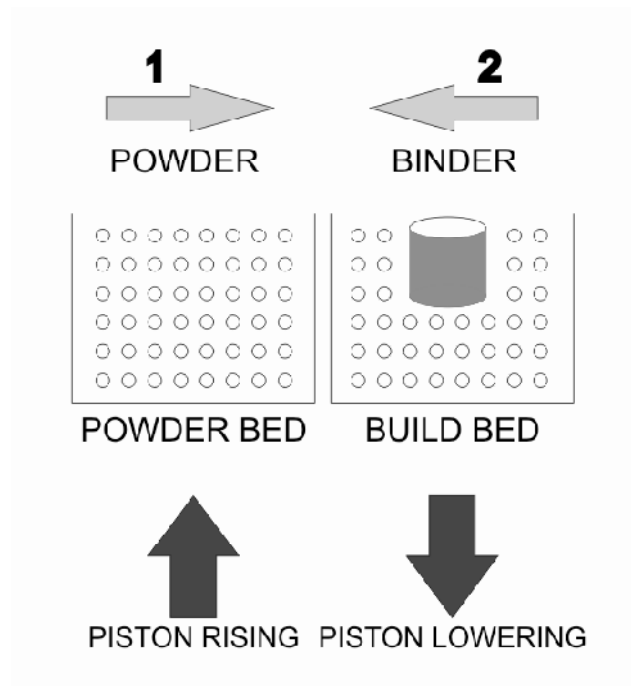 1 2
POWDER BINDER
POWDER BED BUILD BED
PISTON RISING PISTON LOWERING